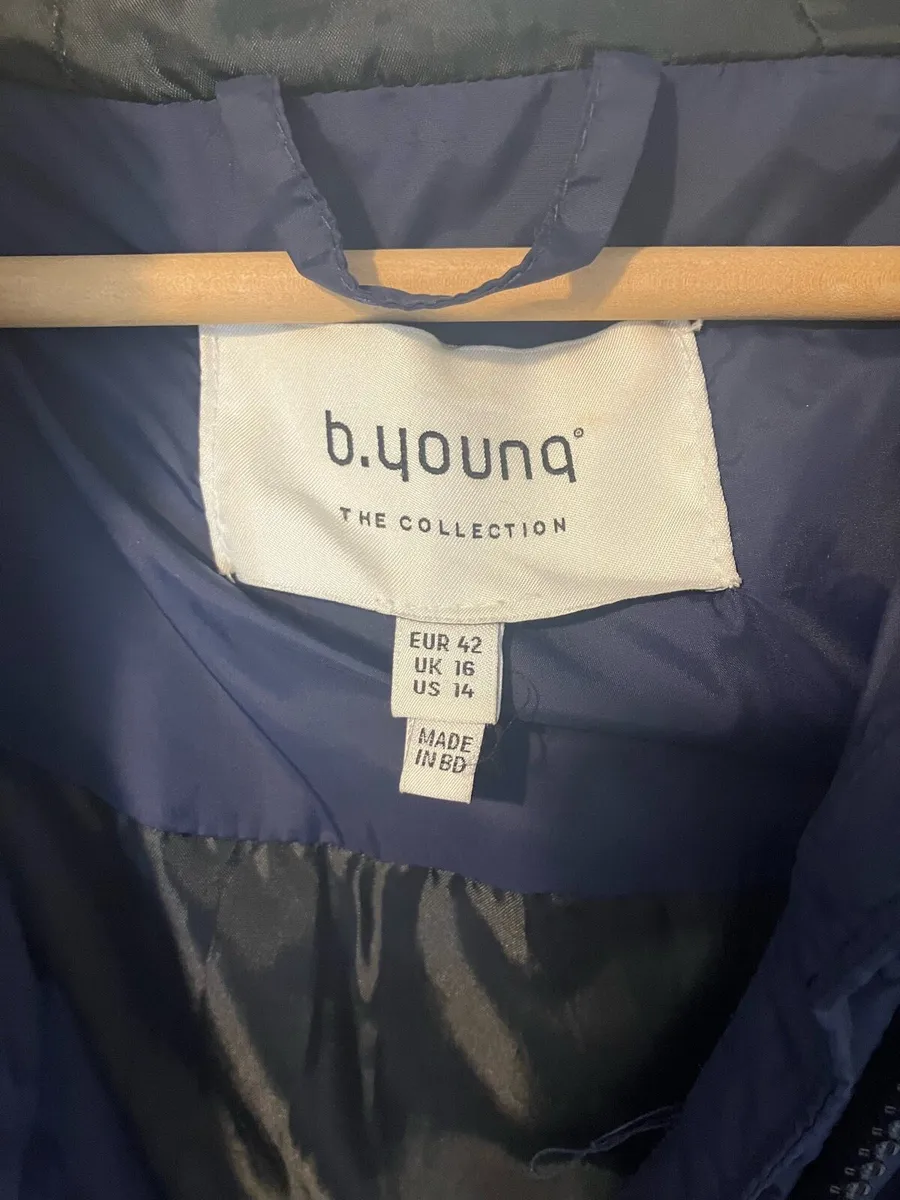 b.young°
THE COLLECTION
EUR 42
UK 16
US 14
MADE
IN BD